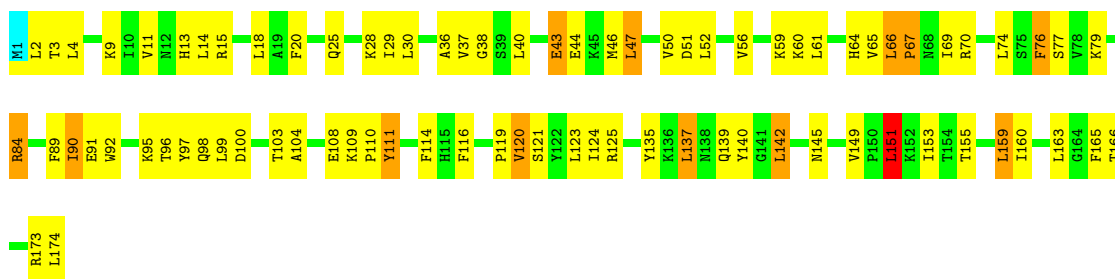 M1 L2 T3 L4 K9 I10 V11 N12 H13 L14 R15 L18 A19 F20 Q25 K28 I29 L30 A36 V37 G38 S39 L40 E43 E44 K45 M46 L47 V50 D51 L52 V56 K59 K60 L61 H64 V65 L66 P67 N68 I69 R70 L74 S75 F76 S77 V78 K79
R84 F89 I90 E91 W92 K95 T96 Y97 Q98 L99 D100 T103 A104 E108 K109 P110 Y111 F114 H115 F116 P119 V120 S121 Y122 L123 I124 R125 Y135 K136 L137 N138 Q139 Y140 G141 L142 N145 V149 P150 L151 K152 I153 T154 T155 L159 I160 L163 G164 F165 T166
R173 L174